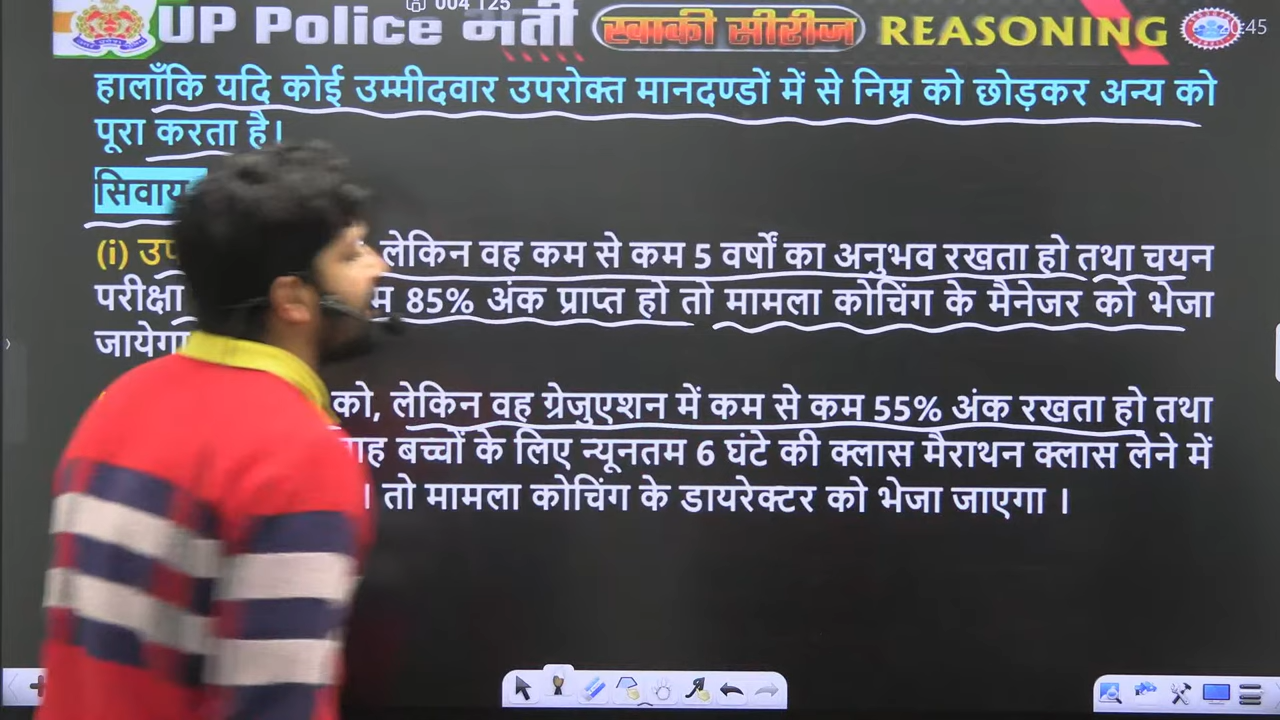 004 125
UP Police भर्ती खाकी सीरीज REASONING 20:45
हालाँकि यदि कोई उम्मीदवार उपरोक्त मानदण्डों में से निम्न को छोड़कर अन्य को
पूरा करता है।
सिवाय
(i) लेकिन वह कम से कम 5 वर्षों का अनुभव रखता हो तथा चयन
परीक्षा 85% अंक प्राप्त हो तो मामला कोचिंग के मैनेजर को भेजा
जायेगा
को, लेकिन वह ग्रेजुएशन में कम से कम 55% अंक रखता हो तथा
बच्चों के लिए न्यूनतम 6 घंटे की क्लास मैराथन क्लास लेने में
। तो मामला कोचिंग के डायरेक्टर को भेजा जाएगा ।